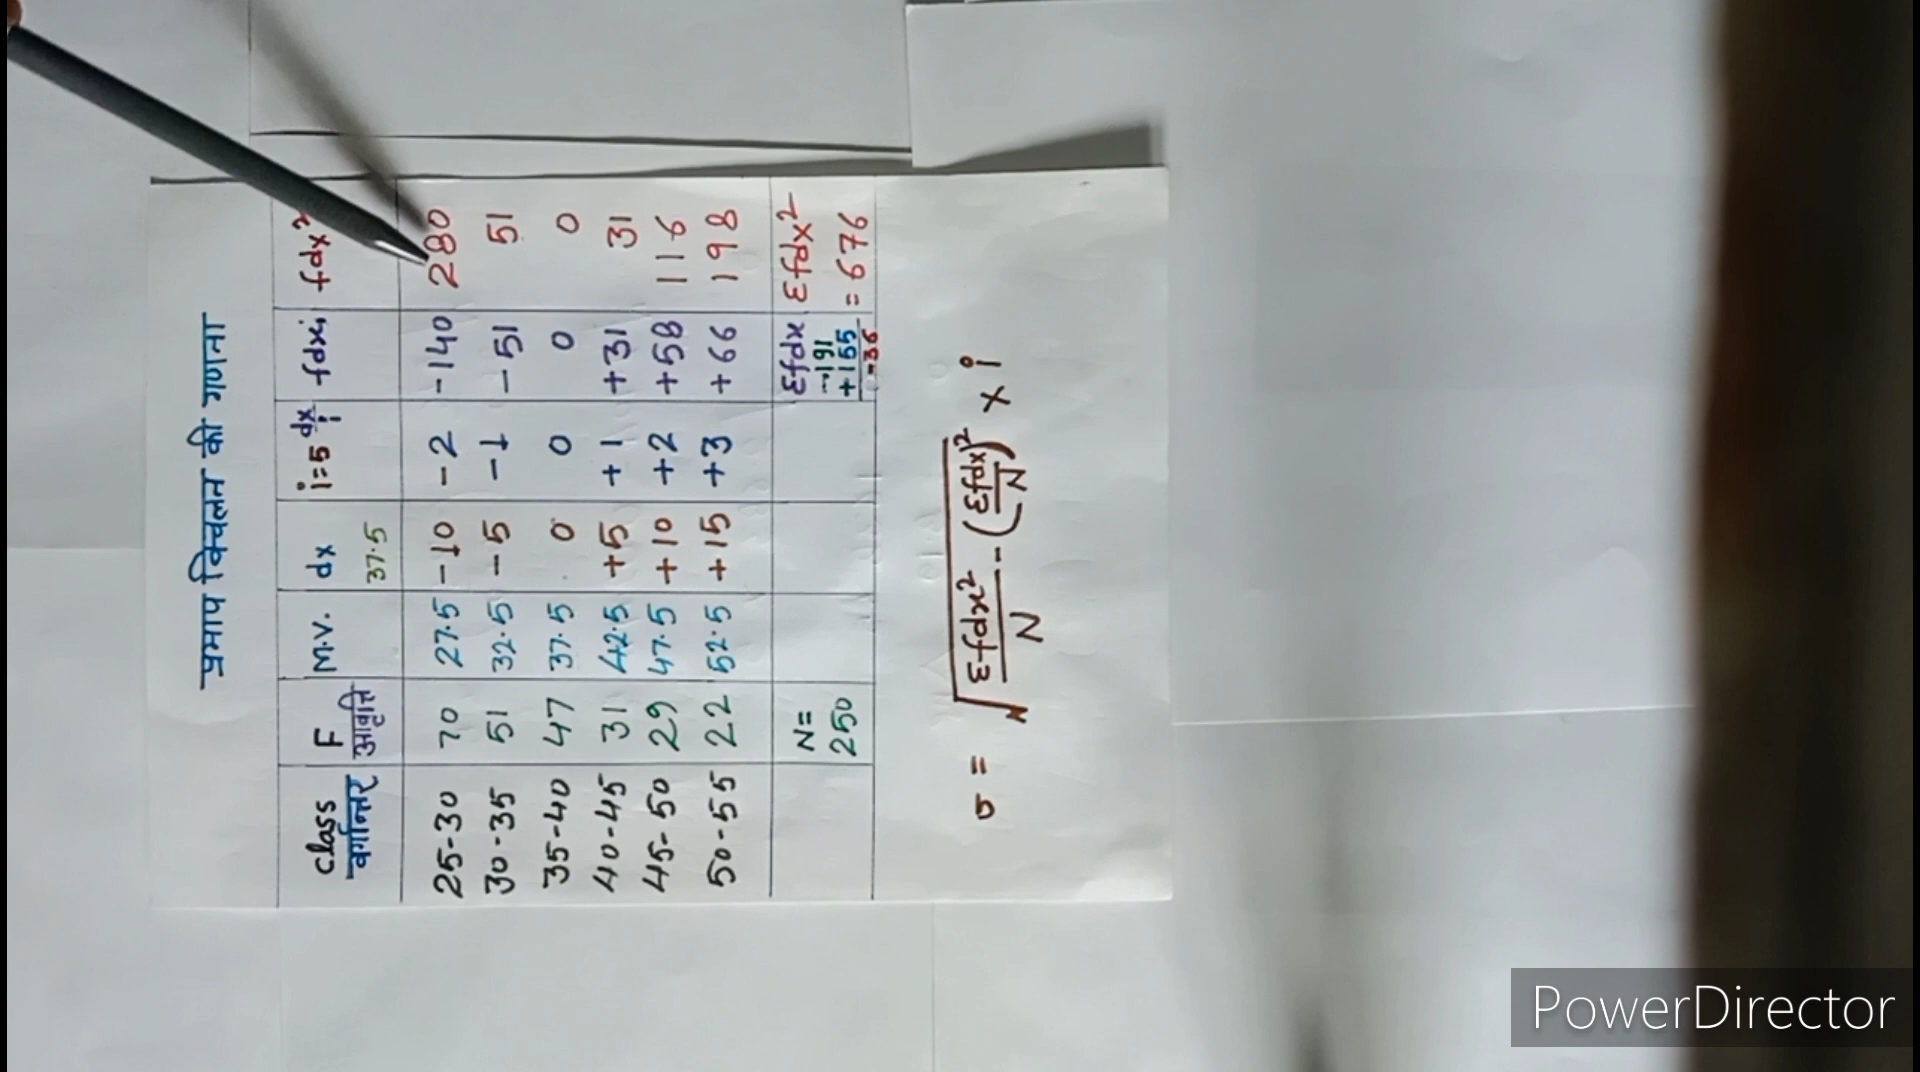 प्रमाप विचलन की गणना
class F M.V. dx i=5 dx/i fdx, fdx²
वर्गान्तर आवृत्ति 37.5
25-30 70 27.5 -10 -2 -140 280
30-35 51 32.5 -5 -1 -51 51
35-40 47 37.5 0 0 0 0
40-45 31 42.5 +5 +1 +31 31
45-50 29 47.5 +10 +2 +58 116
50-55 22 52.5 +15 +3 +66 198
N= Σfdx Σfdx²
250 -191 =676
+155
-36
σ = √Σfdx²/N - (Σfdx/N)² × i
PowerDirector